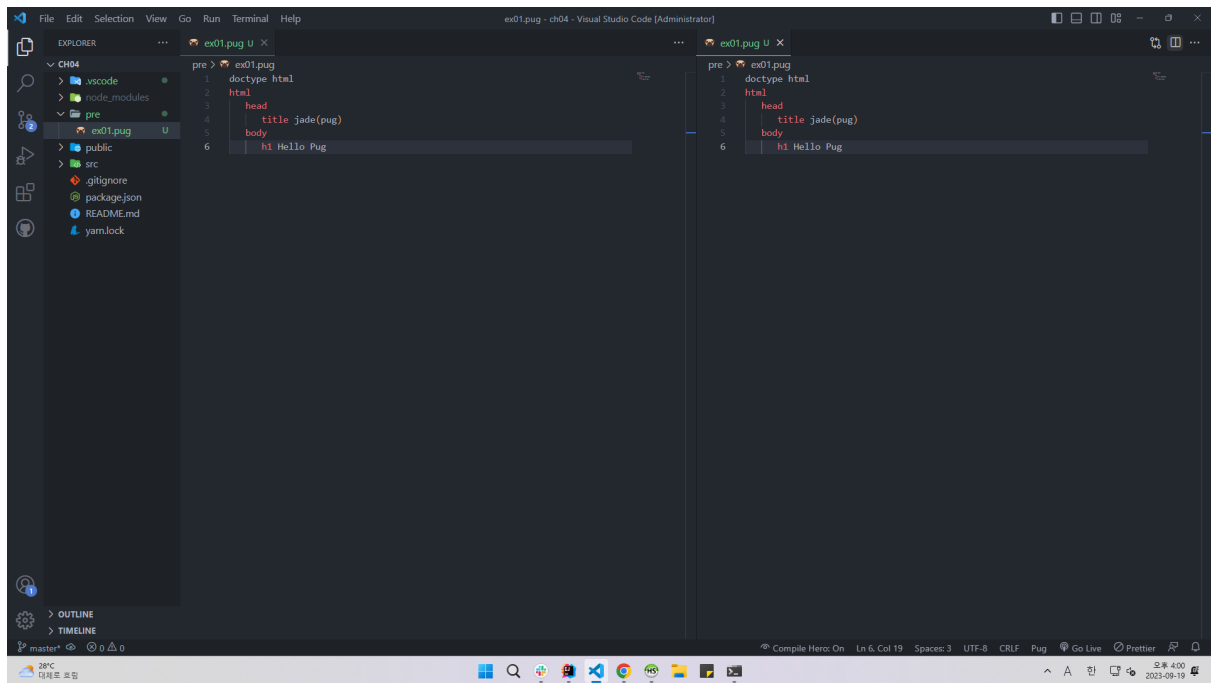 File Edit Selection View Go Run Terminal Help
ex01.pug - ch04 - Visual Studio Code [Administrator]
EXPLORER
CH04
.vscode
node_modules
pre
ex01.pug U
public
src
.gitignore
package.json
README.md
yarn.lock
OUTLINE
TIMELINE
ex01.pug U
pre > ex01.pug
1 doctype html
2 html
3 head
4 title jade(pug)
5 body
6 h1 Hello Pug
ex01.pug U
pre > ex01.pug
1 doctype html
2 html
3 head
4 title jade(pug)
5 body
6 h1 Hello Pug
2
1
master* 0 0
Compile Hero: On Ln 6, Col 19 Spaces: 3 UTF-8 CRLF Pug Go Live Prettier
28°C
대체로 흐림
A 한
오후 4:00
2023-09-19